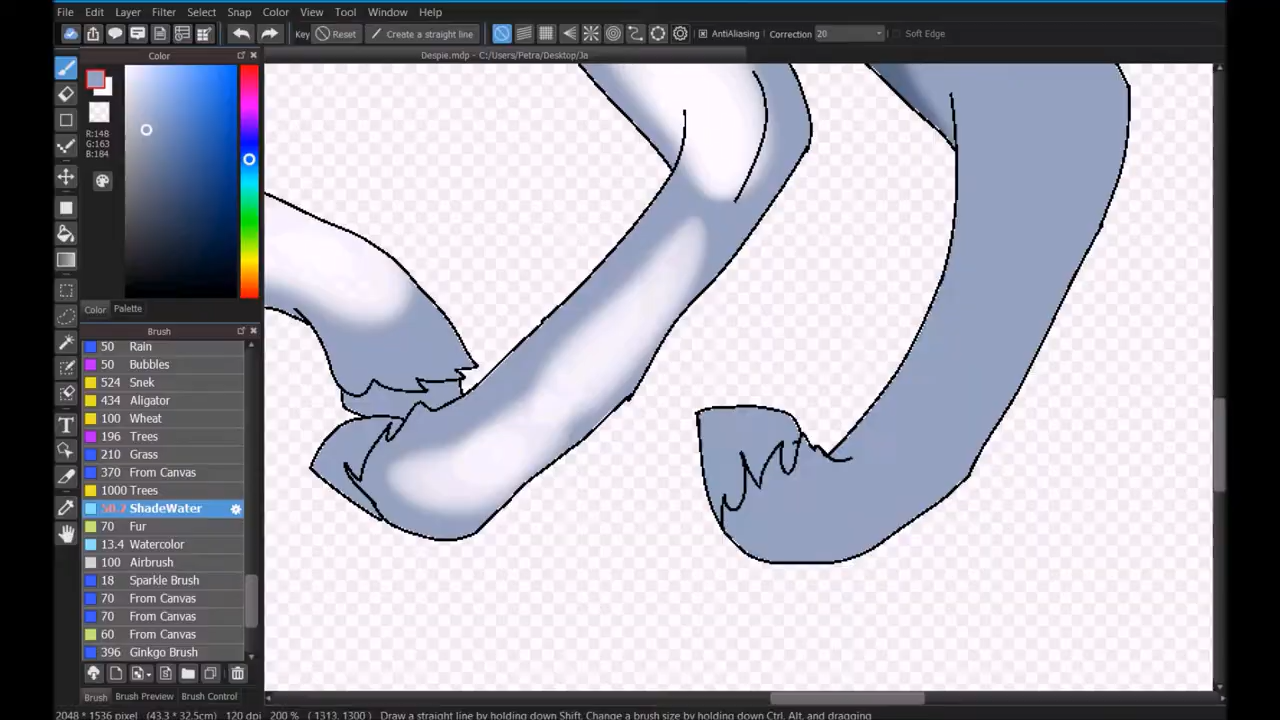 File Edit Layer Filter Select Snap Color View Tool Window Help
Key Reset Create a straight line AntiAliasing Correction 20 Soft Edge
Color
Despie.mdp - C:/Users/Petra/Desktop/Ja
R:148
G:163
B:184
Color Palette
Brush
50 Rain
50 Bubbles
524 Snek
434 Aligator
100 Wheat
196 Trees
210 Grass
370 From Canvas
1000 Trees
ShadeWater
70 Fur
13.4 Watercolor
100 Airbrush
18 Sparkle Brush
70 From Canvas
70 From Canvas
60 From Canvas
396 Ginkgo Brush
Brush Brush Preview Brush Control
2048 * 1536 pixel (43.3 * 32.5cm) 120 dpi 200 % ( 1313, 1300 ) Draw a straight line by holding down Shift, Change a brush size by holding down Ctrl, Alt, and dragging